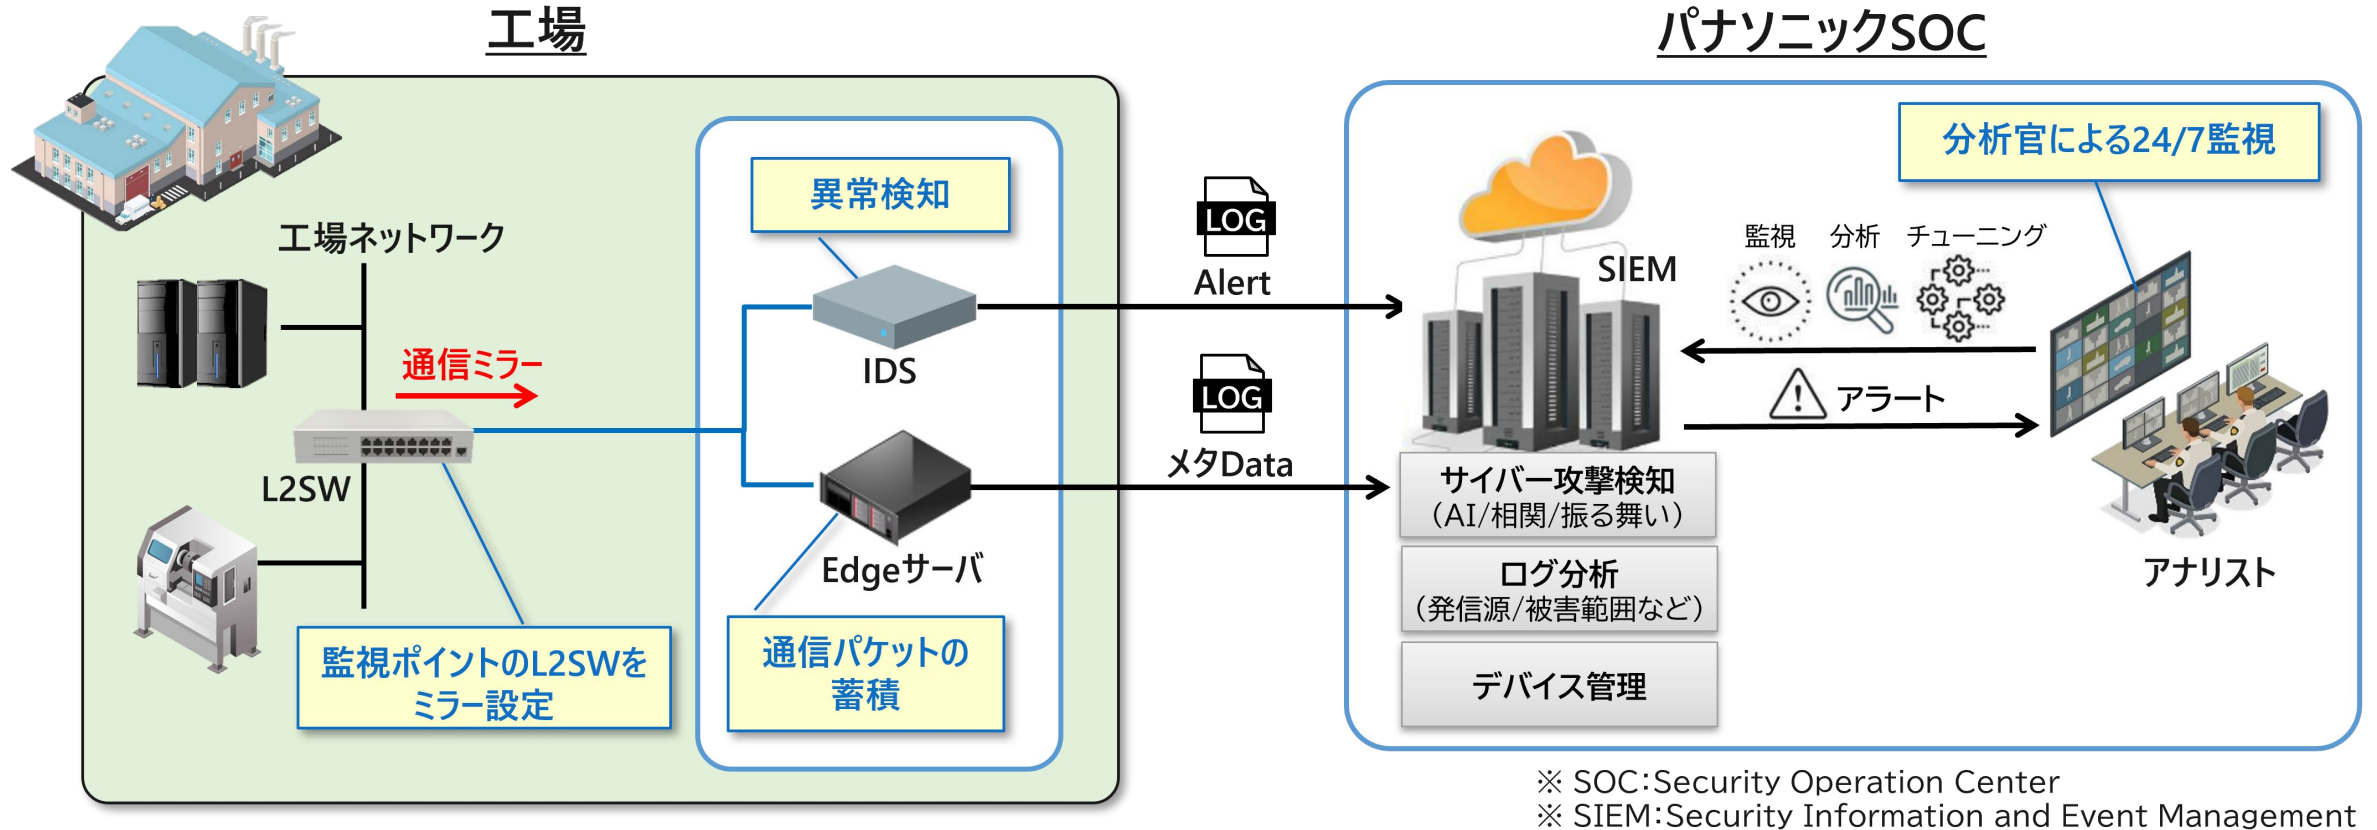 工場
パナソニックSOC
工場ネットワーク
通信ミラー
L2SW
監視ポイントのL2SWを
ミラー設定
異常検知
IDS
Edgeサーバ
通信パケットの
蓄積
LOG
Alert
LOG
メタData
SIEM
分析官による24/7監視
監視
分析
チューニング
アラート
アナリスト
サイバー攻撃検知
（AI/相関/振る舞い）
ログ分析
（発信源/被害範囲など）
デバイス管理
※ SOC：Security Operation Center
※ SIEM：Security Information and Event Management